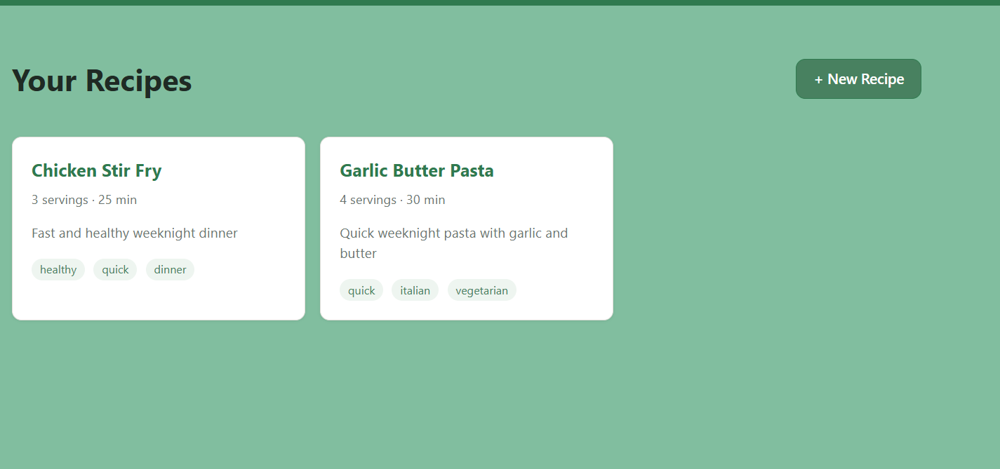 Your Recipes
+ New Recipe
Chicken Stir Fry
3 servings · 25 min
Fast and healthy weeknight dinner
healthy quick dinner
Garlic Butter Pasta
4 servings · 30 min
Quick weeknight pasta with garlic and
butter
quick italian vegetarian